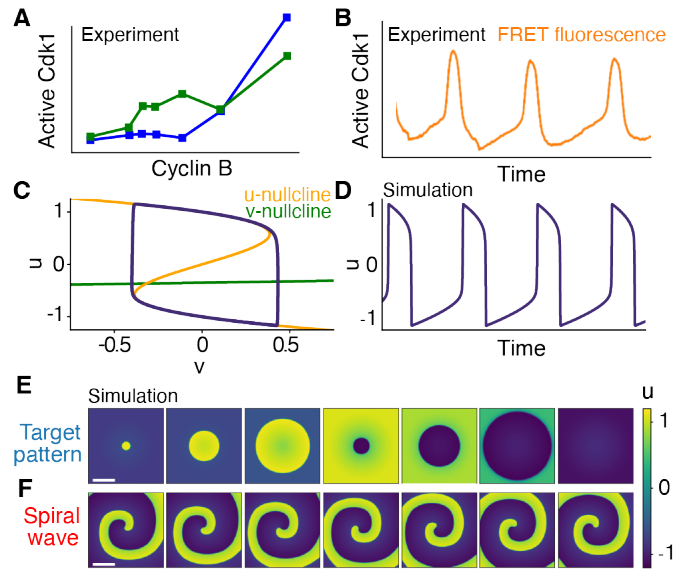 A
Experiment
Active Cdk1
Cyclin B
B
Experiment
FRET fluorescence
Active Cdk1
Time
C
u-nullcline
v-nullcline
u
1
0
-1
-0.5
0
0.5
v
D
Simulation
u
1
0
-1
Time
E
Simulation
Target
pattern
F
Spiral
wave
u
1
0
-1